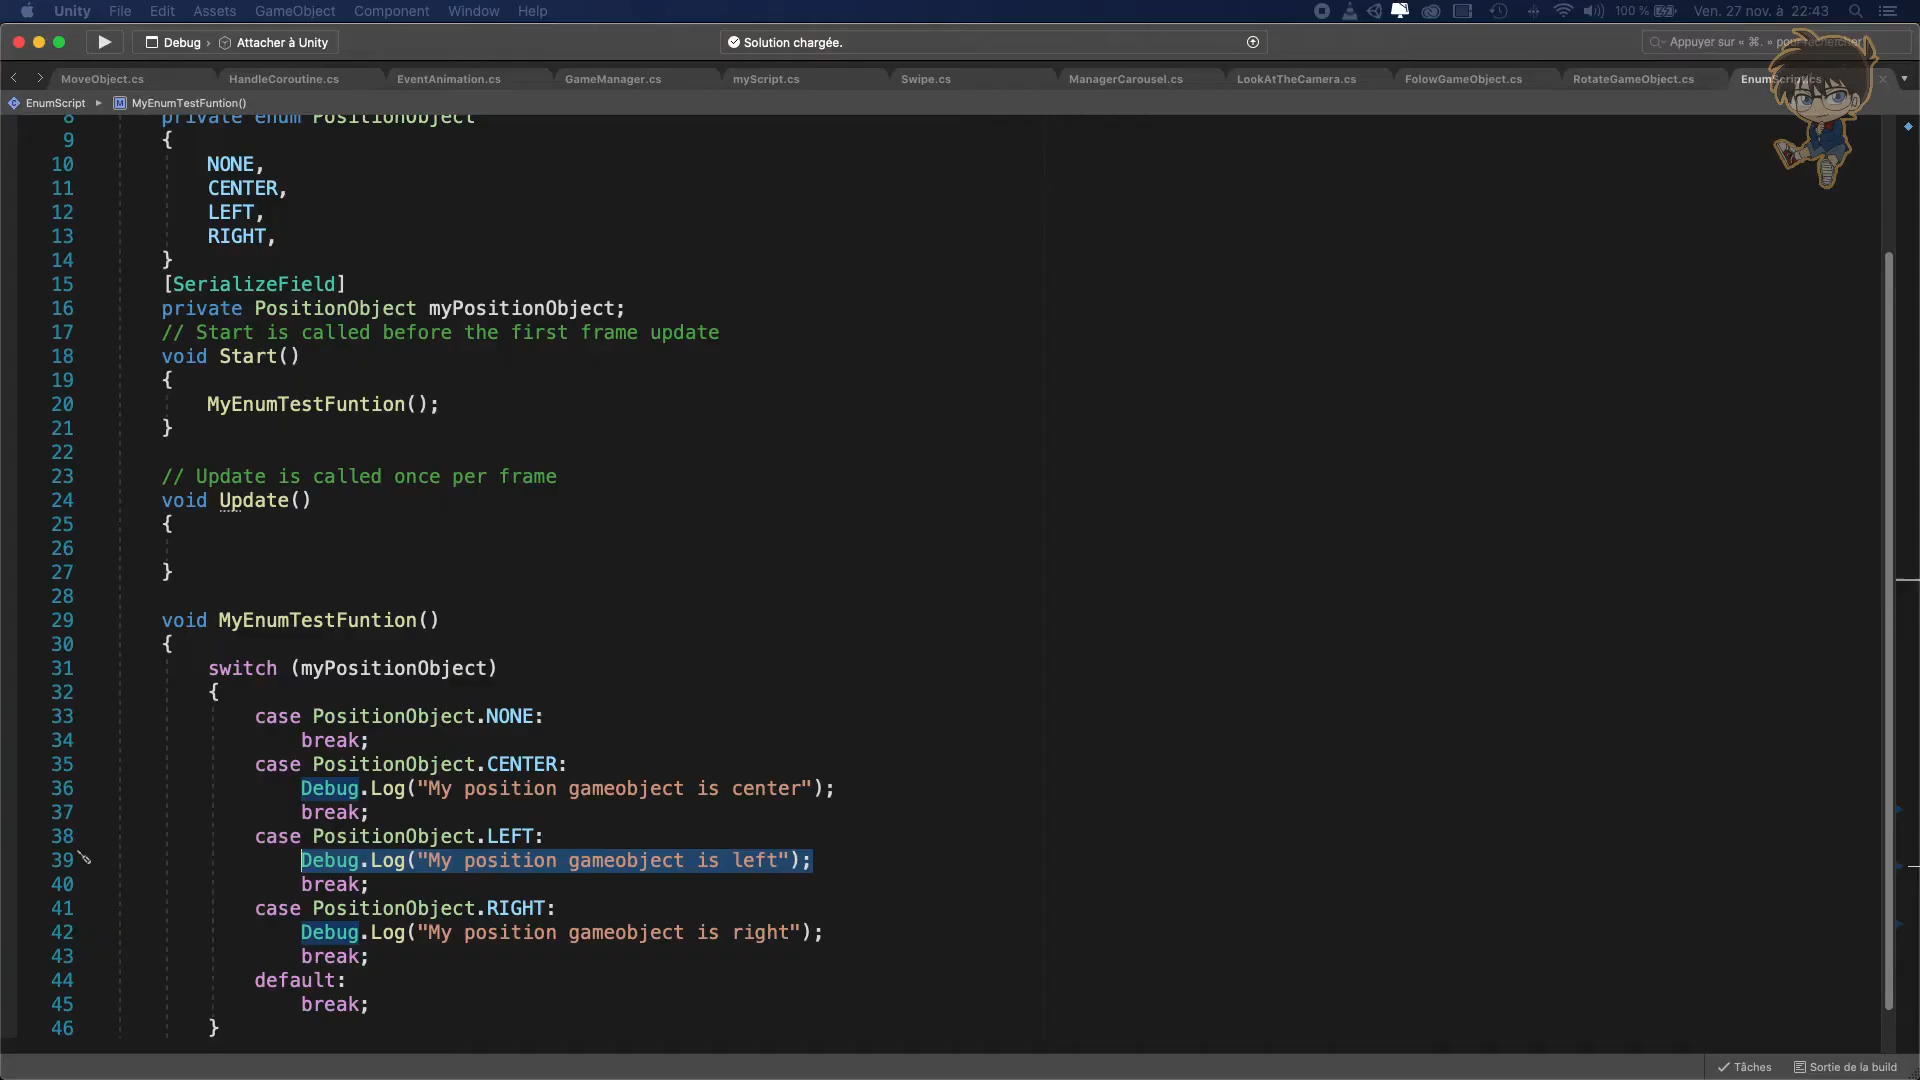 Unity File Edit Assets GameObject Component Window Help 100 % Ven. 27 nov. à 22:43
Debug › Attacher à Unity Solution chargée. Appuyer sur « ⌘. » pour rechercher
MoveObject.cs HandleCoroutine.cs EventAnimation.cs GameManager.cs myScript.cs Swipe.cs ManagerCarousel.cs LookAtTheCamera.cs FolowGameObject.cs RotateGameObject.cs EnumScript.cs
EnumScript MyEnumTestFuntion()
8 private enum PositionObject
9 {
10 NONE,
11 CENTER,
12 LEFT,
13 RIGHT,
14 }
15 [SerializeField]
16 private PositionObject myPositionObject;
17 // Start is called before the first frame update
18 void Start()
19 {
20 MyEnumTestFuntion();
21 }
22
23 // Update is called once per frame
24 void Update()
25 {
26
27 }
28
29 void MyEnumTestFuntion()
30 {
31 switch (myPositionObject)
32 {
33 case PositionObject.NONE:
34 break;
35 case PositionObject.CENTER:
36 Debug.Log("My position gameobject is center");
37 break;
38 case PositionObject.LEFT:
39 Debug.Log("My position gameobject is left");
40 break;
41 case PositionObject.RIGHT:
42 Debug.Log("My position gameobject is right");
43 break;
44 default:
45 break;
46 }
Tâches Sortie de la build